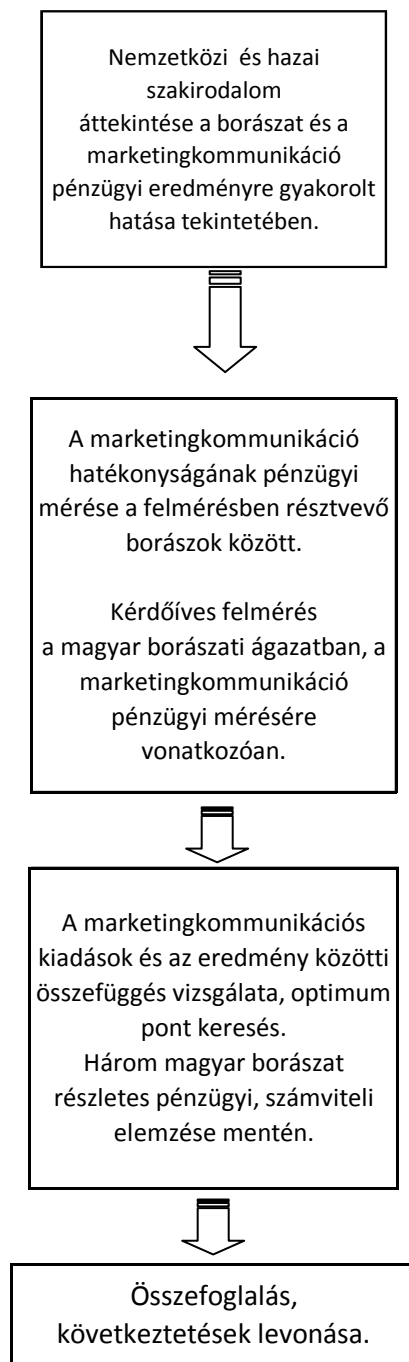 Nemzetközi és hazai
szakirodalom
áttekintése a borászat és a
marketingkommunikáció
pénzügyi eredményre gyakorolt
hatása tekintetében.
A marketingkommunikáció
hatékonyságának pénzügyi
mérése a felmérésben résztvevő
borászok között.
Kérdőíves felmérés
a magyar borászati ágazatban, a
marketingkommunikáció
pénzügyi mérésére
vonatkozóan.
A marketingkommunikációs
kiadások és az eredmény közötti
összefüggés vizsgálata, optimum
pont keresés.
Három magyar borászat
részletes pénzügyi, számviteli
elemzése mentén.
Összefoglalás,
következtetések levonása.